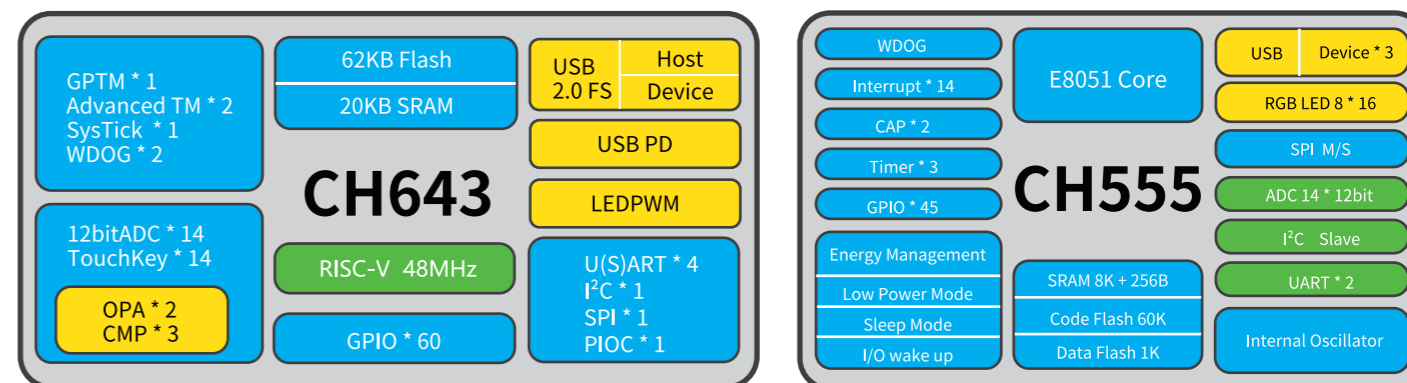 GPTM * 1
Advanced TM * 2
SysTick * 1
WDOG * 2
12bitADC * 14
TouchKey * 14
OPA * 2
CMP * 3
62KB Flash
20KB SRAM
CH643
RISC-V 48MHz
GPIO * 60
USB
2.0 FS
Host
Device
USB PD
LEDPWM
U(S)ART * 4
I²C * 1
SPI * 1
PIOC * 1
WDOG
Interrupt * 14
CAP * 2
Timer * 3
GPIO * 45
Energy Management
Low Power Mode
Sleep Mode
I/O wake up
E8051 Core
CH555
SRAM 8K + 256B
Code Flash 60K
Data Flash 1K
USB
Device * 3
RGB LED 8 * 16
SPI M/S
ADC 14 * 12bit
I²C Slave
UART * 2
Internal Oscillator